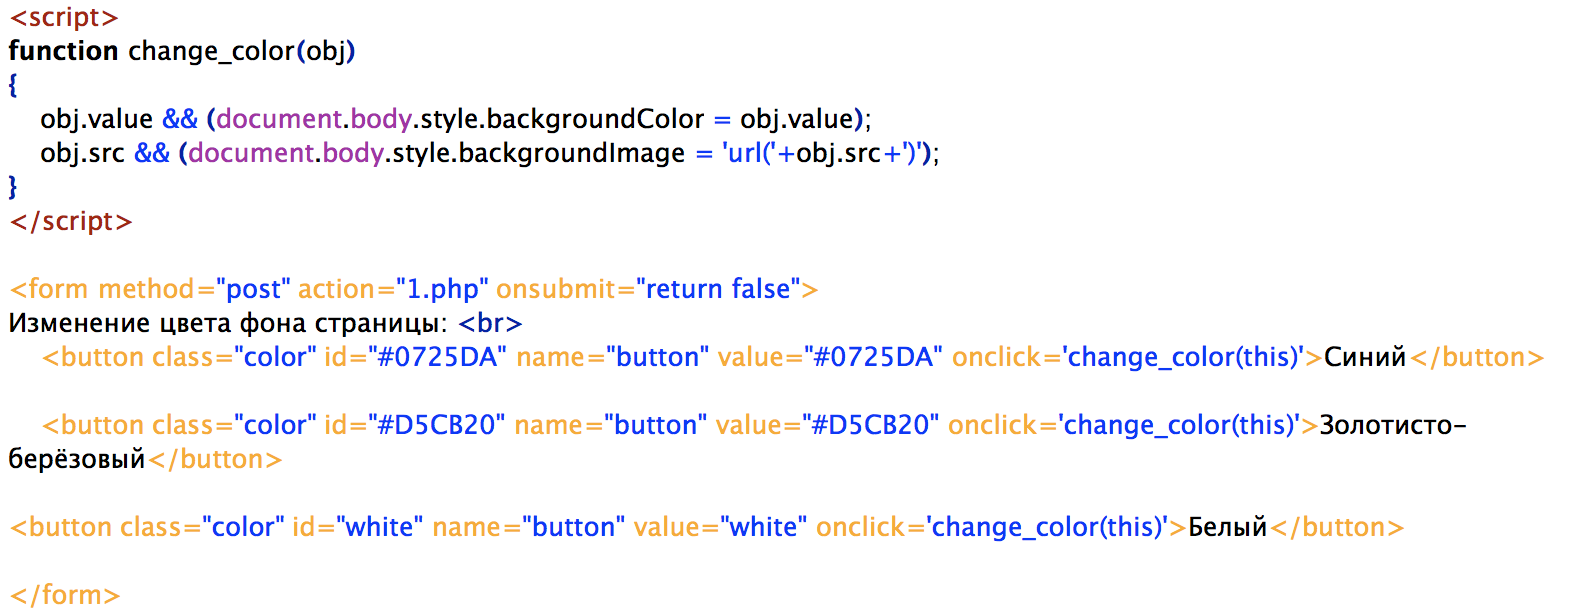 <script>
function change_color(obj)
{
obj.value && (document.body.style.backgroundColor = obj.value);
obj.src && (document.body.style.backgroundImage = 'url('+obj.src+')');
}
</script>
<form method="post" action="1.php" onsubmit="return false">
Изменение цвета фона страницы: <br>
<button class="color" id="#0725DA" name="button" value="#0725DA" onclick='change_color(this)'>Синий</button>
<button class="color" id="#D5CB20" name="button" value="#D5CB20" onclick='change_color(this)'>Золотисто-
берёзовый</button>
<button class="color" id="white" name="button" value="white" onclick='change_color(this)'>Белый</button>
</form>